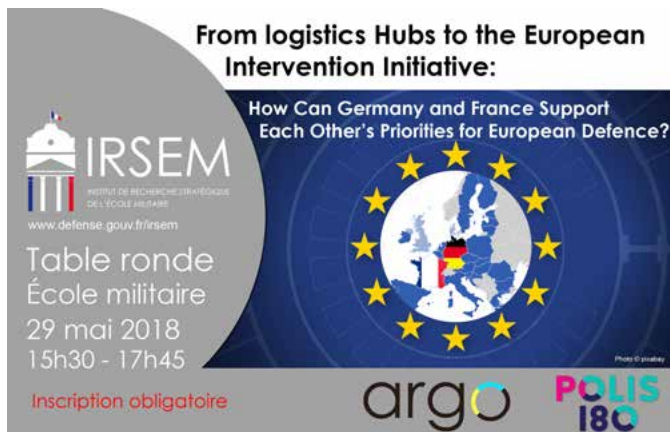 From logistics Hubs to the European
Intervention Initiative:
How Can Germany and France Support
Each Other's Priorities for European Defence?
IRSEM
INSTITUT DE RECHERCHE STRATÉGIQUE
DE L'ÉCOLE MILITAIRE
www.defense.gouv.fr/irsem
Table ronde
École militaire
29 mai 2018
15h30 - 17h45
Inscription obligatoire
Photo © pixabay
argo
POLIS
180